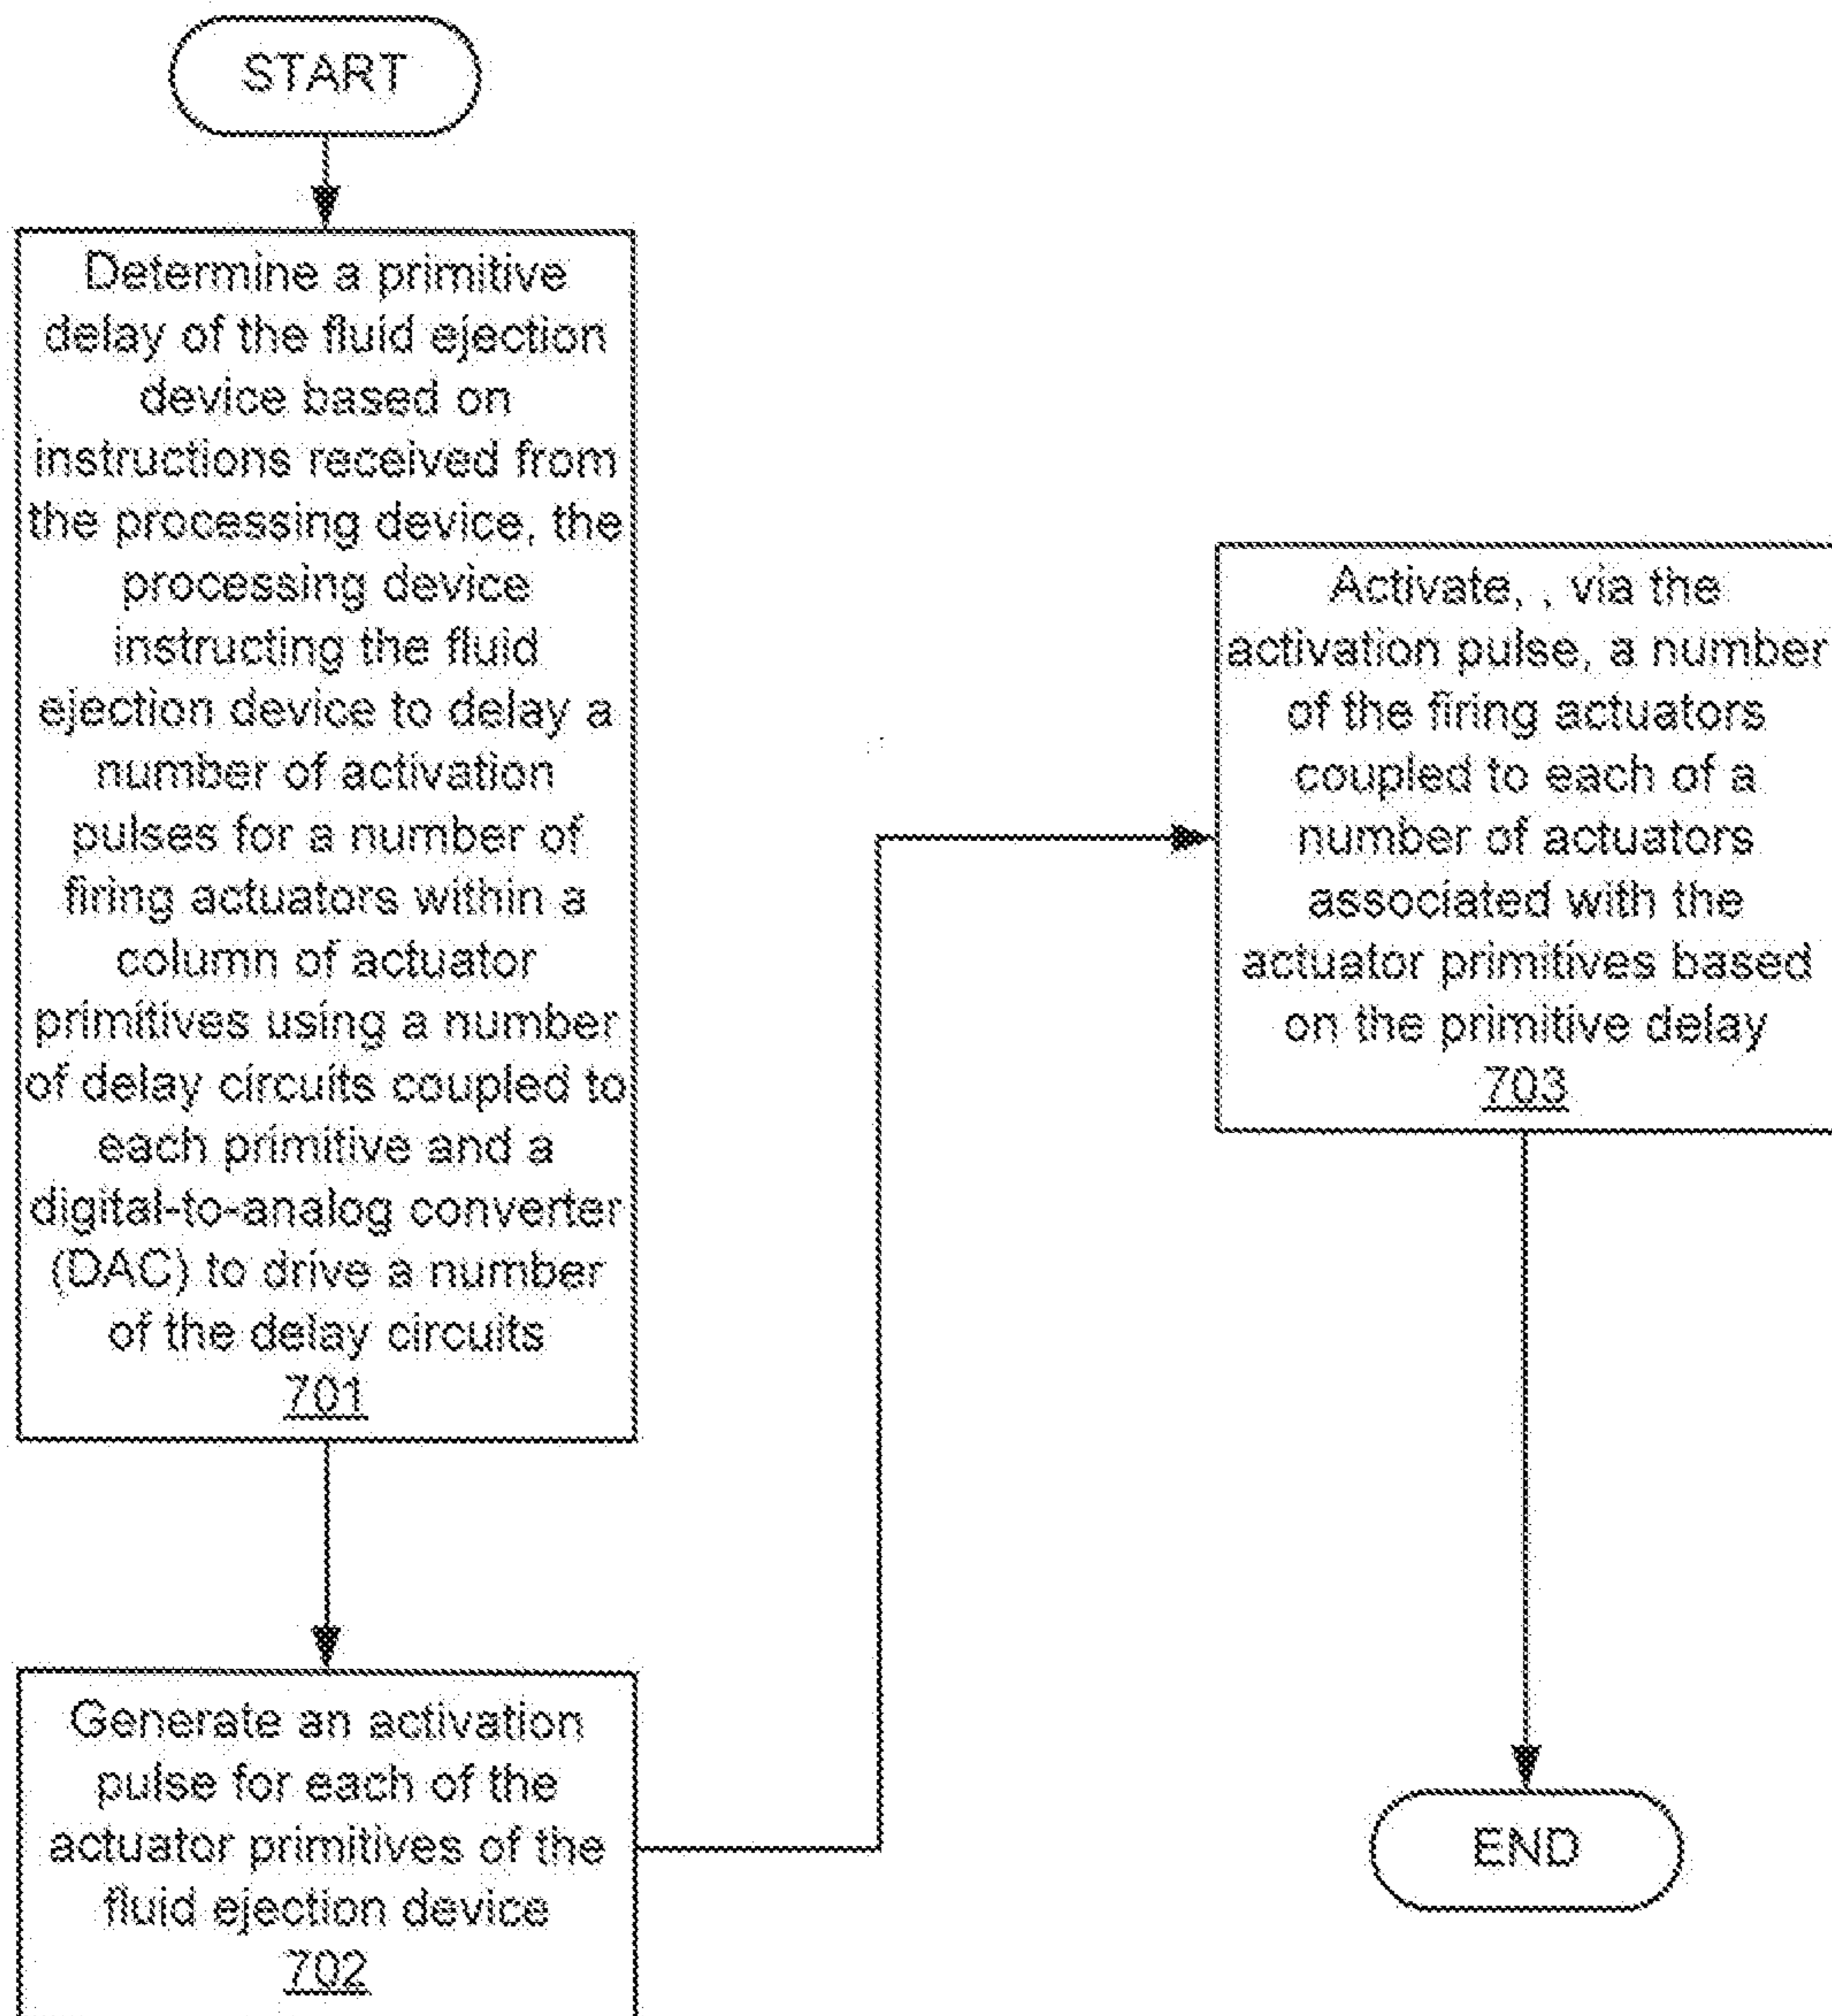 START
Determine a primitive
delay of the fluid ejection
device based on
instructions received from
the processing device, the
processing device
instructing the fluid
ejection device to delay a
number of activation
pulses for a number of
firing actuators within a
column of actuator
primitives using a number
of delay circuits coupled to
each primitive and a
digital-to-analog converter
(DAC) to drive a number
of the delay circuits
701
Generate an activation
pulse for each of the
actuator primitives of the
fluid ejection device
702
Activate, , via the
activation pulse, a number
of the firing actuators
coupled to each of a
number of actuators
associated with the
actuator primitives based
on the primitive delay
703
END